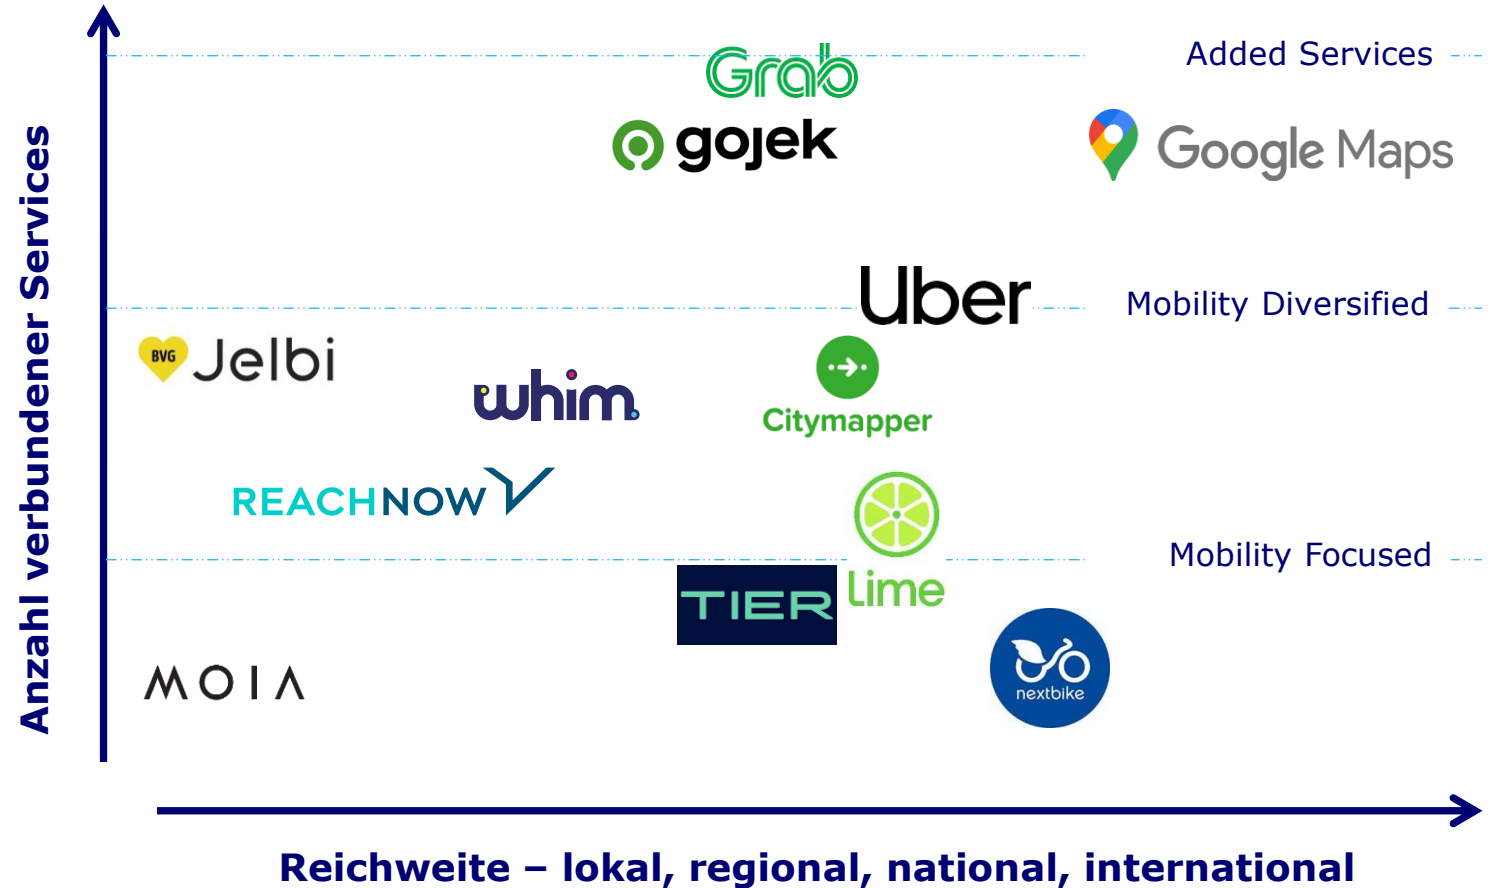 Anzahl verbundener Services
Added Services
Grab
gojek
Google Maps
Uber
Mobility Diversified
BVG Jelbi
whim
Citymapper
REACHNOW
Mobility Focused
Lime
TIER
nextbike
MOIA
Reichweite – lokal, regional, national, international